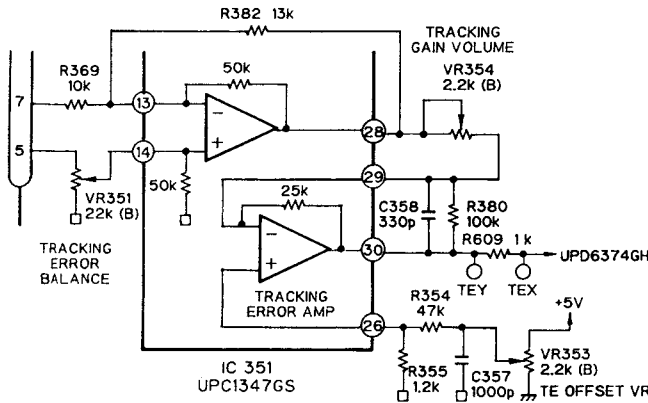 R382 13k
TRACKING
GAIN VOLUME
R369
10k
50k
VR354
2.2k (B)
7
13
28
5
14
29
VR351
22k (B)
50k
25k
C358
330p
R380
100k
TRACKING
ERROR
BALANCE
30
R609 1k
UPD6374GH
TRACKING
ERROR AMP
TEY
TEX
R354
47k
+5V
26
IC 351
UPC1347GS
R355
1.2k
C357
1000p
VR353
2.2k (B)
TE OFFSET VR